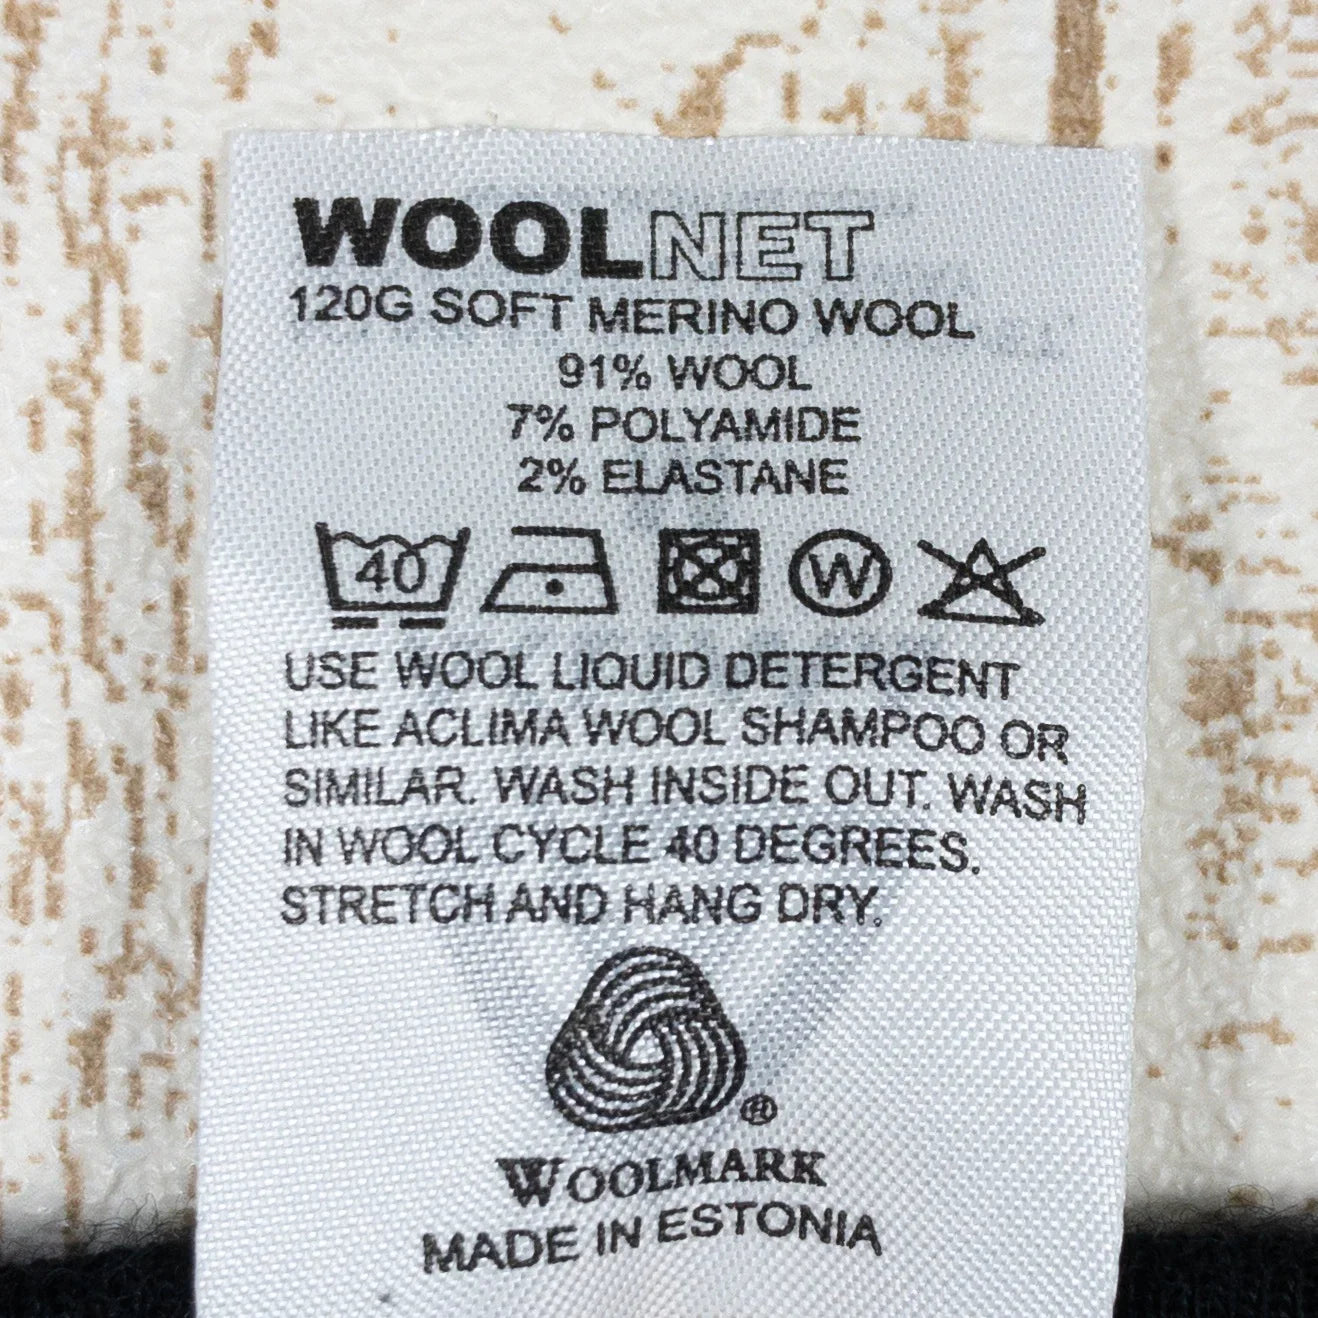 WOOLNET
120G SOFT MERINO WOOL
91% WOOL
7% POLYAMIDE
2% ELASTANE
40 W
USE WOOL LIQUID DETERGENT
LIKE ACLIMA WOOL SHAMPOO OR
SIMILAR. WASH INSIDE OUT. WASH
IN WOOL CYCLE 40 DEGREES.
STRETCH AND HANG DRY.
®
WOOLMARK
MADE IN ESTONIA